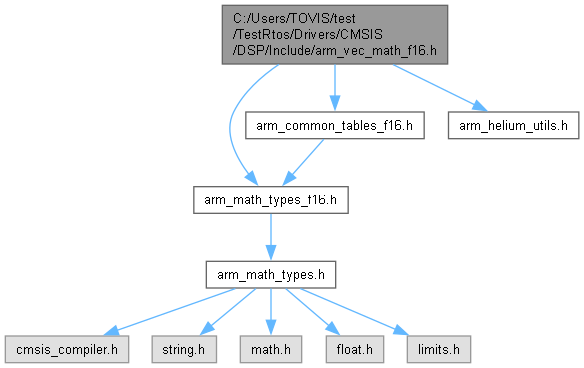 C:/Users/TOVIS/test
/TestRtos/Drivers/CMSIS
/DSP/Include/arm_vec_math_f16.h
arm_common_tables_f16.h
arm_helium_utils.h
arm_math_types_f16.h
arm_math_types.h
cmsis_compiler.h
string.h
math.h
float.h
limits.h